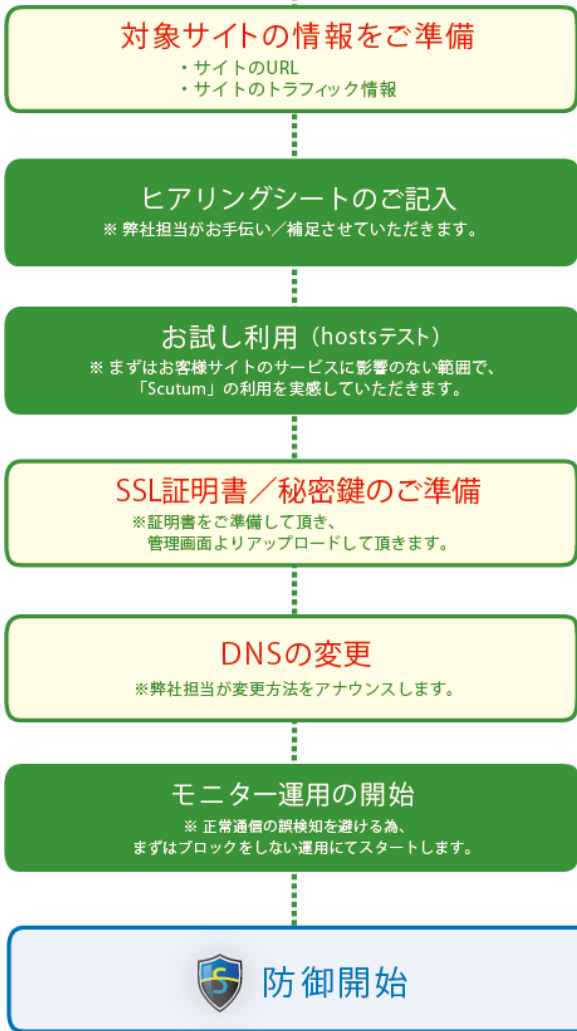 対象サイトの情報をご準備
・サイトのURL
・サイトのトラフィック情報
ヒアリングシートのご記入
※ 弊社担当がお手伝い／補足させていただきます。
お試し利用（hostsテスト）
※ まずはお客様サイトのサービスに影響のない範囲で、
「Scutum」の利用を実感していただきます。
SSL証明書／秘密鍵のご準備
※証明書をご準備して頂き、
管理画面よりアップロードして頂きます。
DNSの変更
※弊社担当が変更方法をアナウンスします。
モニター運用の開始
※ 正常通信の誤検知を避ける為、
まずはブロックをしない運用にてスタートします。
S 防御開始